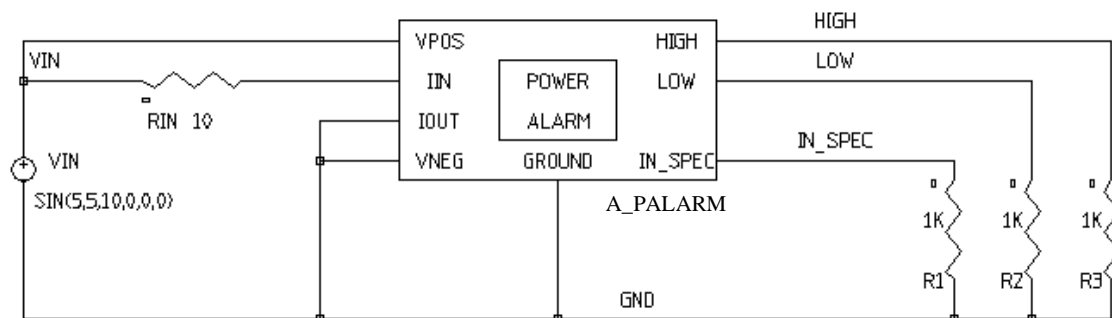 HIGH
VPOS
HIGH
VIN
LOW
IIN
POWER
LOW
RIN 10
IOUT
ALARM
IN_SPEC
VIN
VNEG
GROUND
IN_SPEC
SIN(5,5,10,0,0,0)
A_PALARM
1K
1K
1K
R1
R2
R3
GND